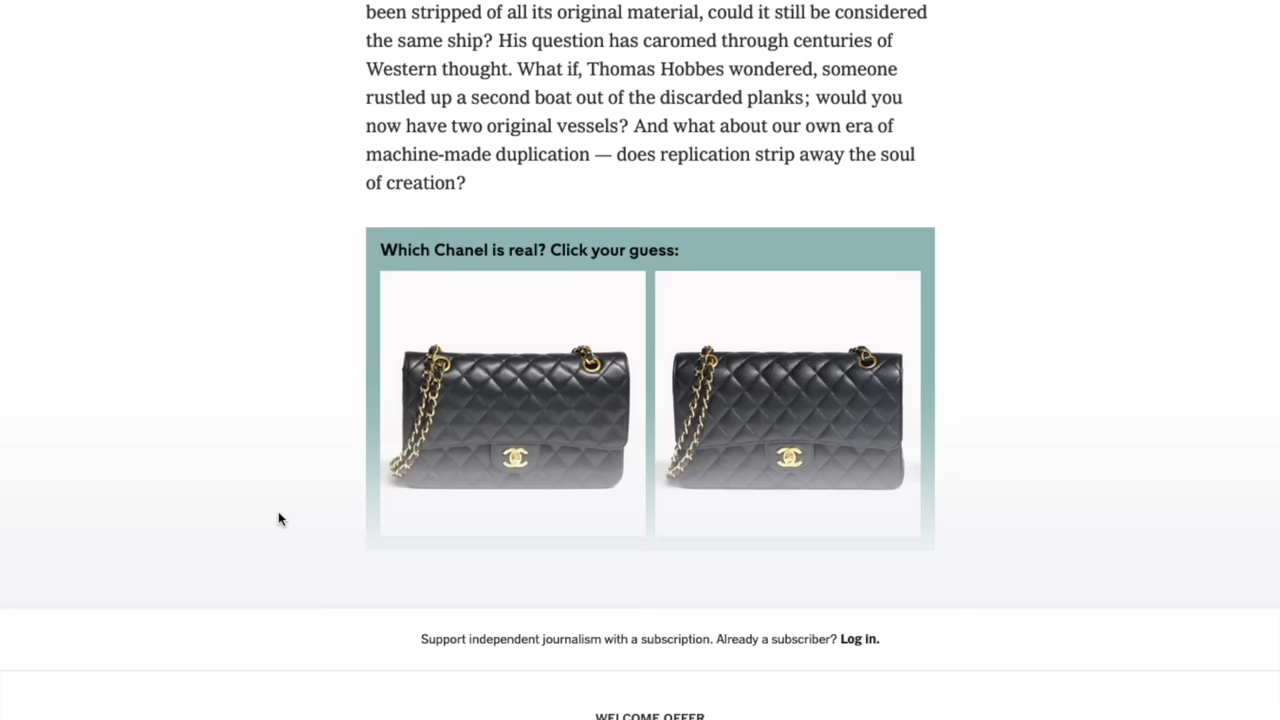 been stripped of all its original material, could it still be considered
the same ship? His question has caromed through centuries of
Western thought. What if, Thomas Hobbes wondered, someone
rustled up a second boat out of the discarded planks; would you
now have two original vessels? And what about our own era of
machine-made duplication — does replication strip away the soul
of creation?
Which Chanel is real? Click your guess:
Support independent journalism with a subscription. Already a subscriber? Log in.
WELCOME OFFER